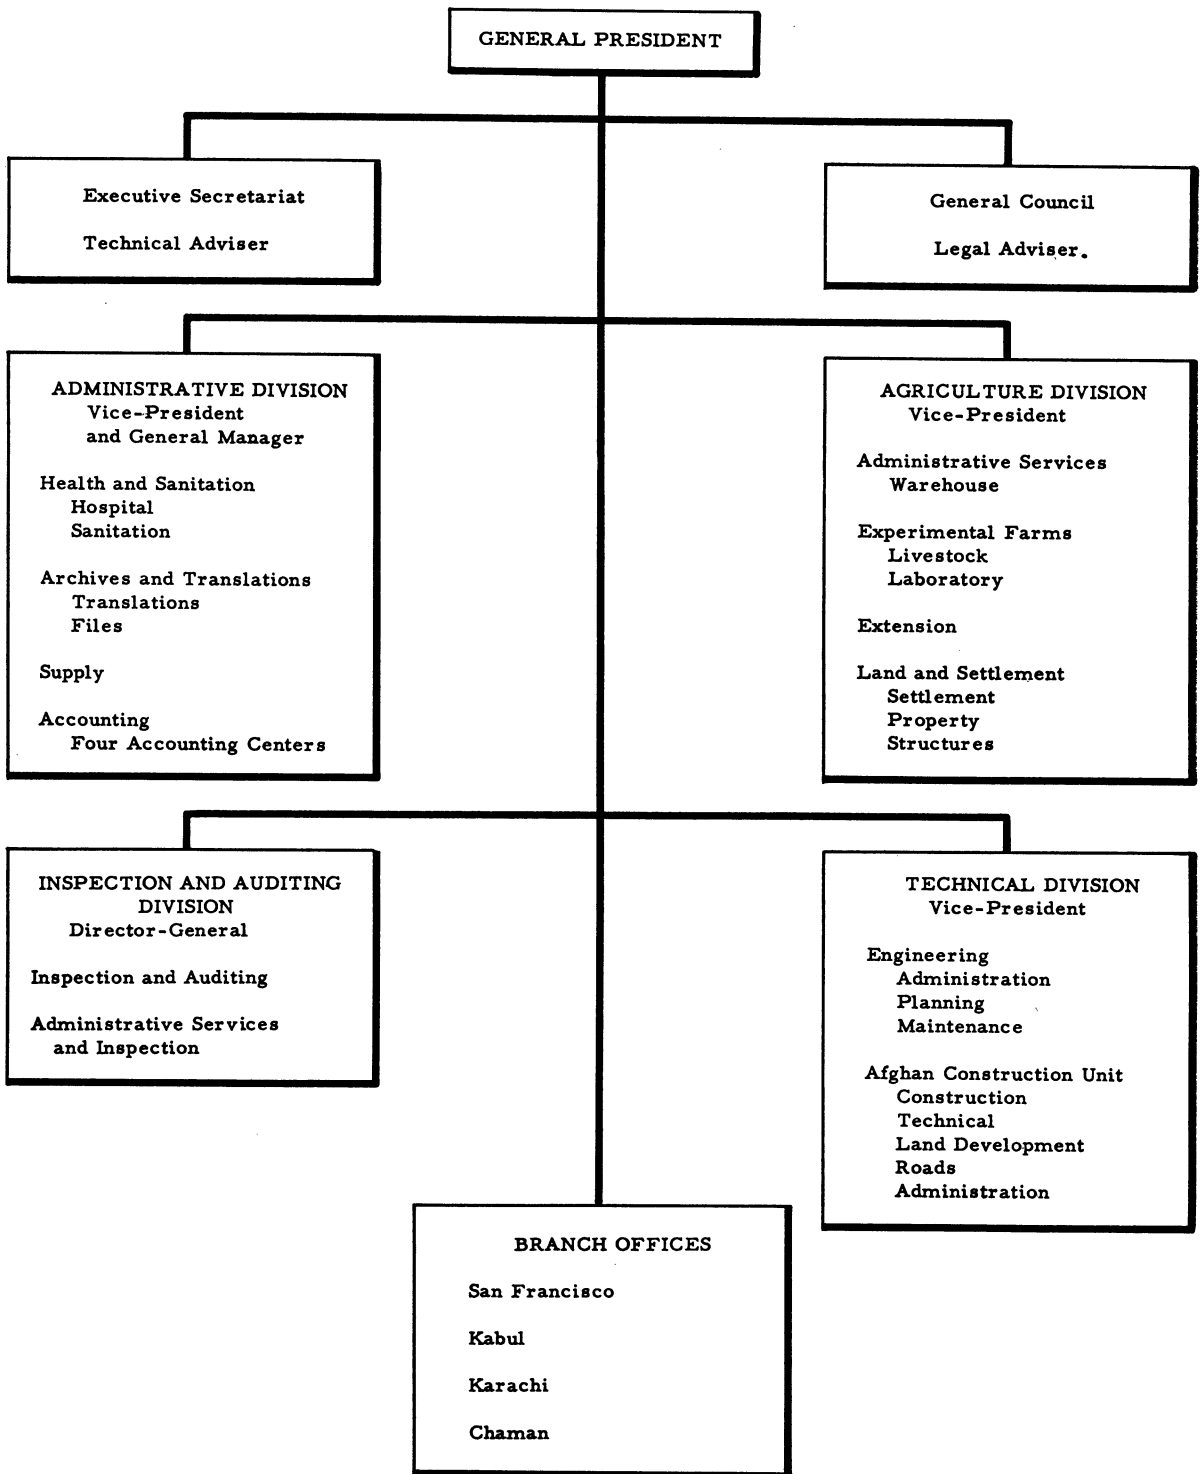 GENERAL PRESIDENT
Executive Secretariat
Technical Adviser
General Council
Legal Adviser.
ADMINISTRATIVE DIVISION
Vice-President
and General Manager
Health and Sanitation
Hospital
Sanitation
Archives and Translations
Translations
Files
Supply
Accounting
Four Accounting Centers
AGRICULTURE DIVISION
Vice-President
Administrative Services
Warehouse
Experimental Farms
Livestock
Laboratory
Extension
Land and Settlement
Settlement
Property
Structures
INSPECTION AND AUDITING
DIVISION
Director-General
Inspection and Auditing
Administrative Services
and Inspection
TECHNICAL DIVISION
Vice-President
Engineering
Administration
Planning
Maintenance
Afghan Construction Unit
Construction
Technical
Land Development
Roads
Administration
BRANCH OFFICES
San Francisco
Kabul
Karachi
Chaman